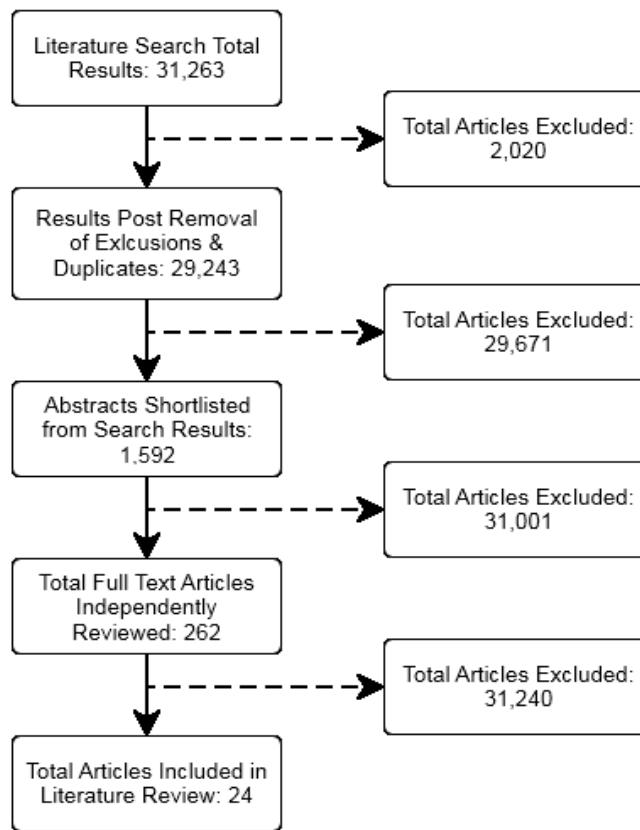 Literature Search Total
Results: 31,263
Total Articles Excluded:
2,020
Results Post Removal
of Exlcusions &
Duplicates: 29,243
Total Articles Excluded:
29,671
Abstracts Shortlisted
from Search Results:
1,592
Total Articles Excluded:
31,001
Total Full Text Articles
Independently
Reviewed: 262
Total Articles Excluded:
31,240
Total Articles Included in
Literature Review: 24